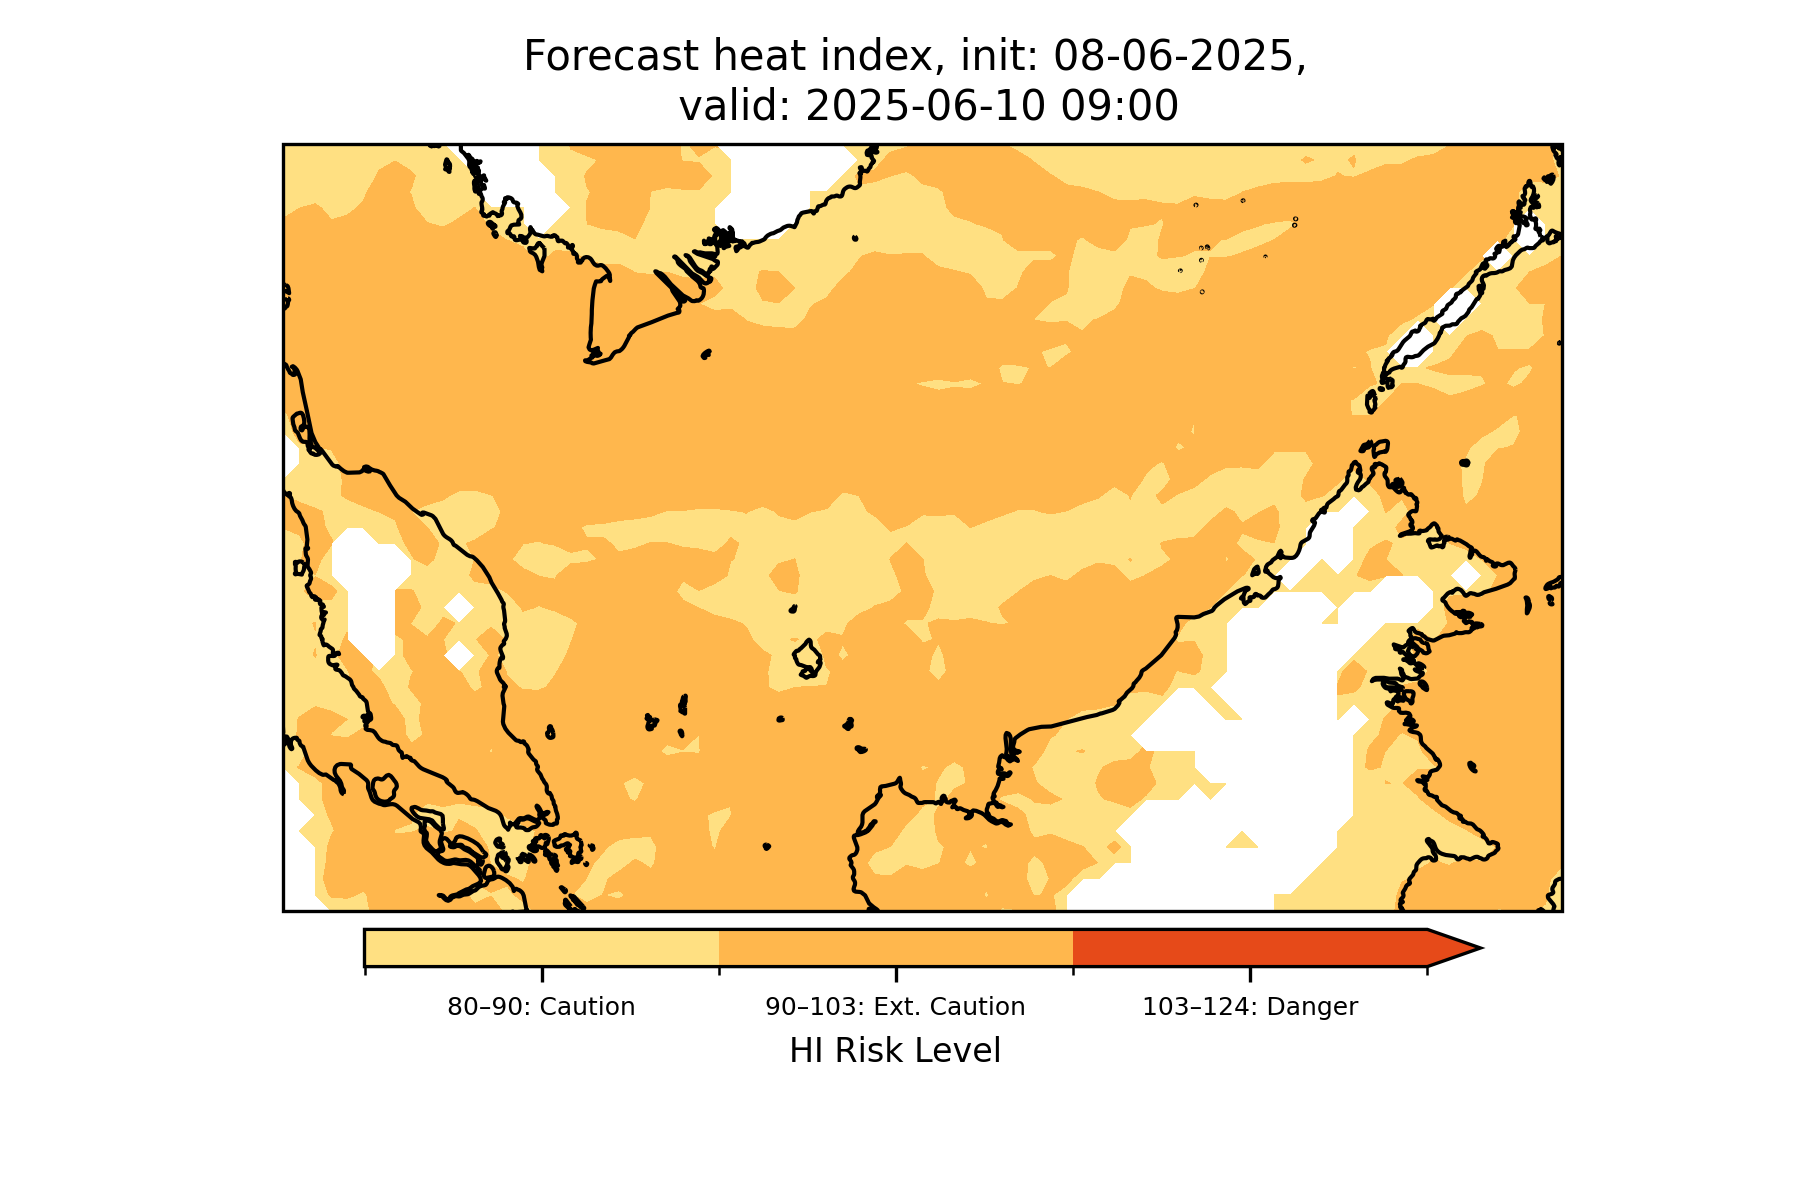 Forecast heat index, init: 08-06-2025,
valid: 2025-06-10 09:00
80–90: Caution
90–103: Ext. Caution
103–124: Danger
HI Risk Level